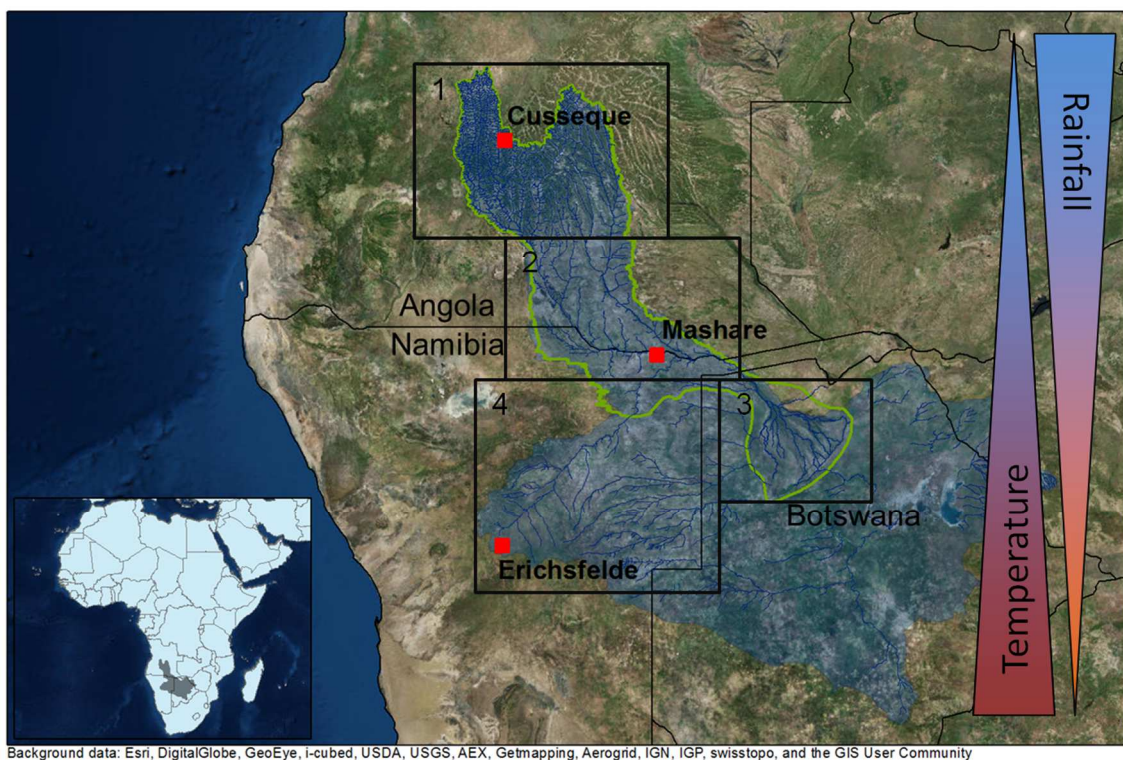 1
Cusseque
Rainfall
2
Angola
Mashare
Namibia
4
3
Temperature
Botswana
Erichsfelde
Background data: Esri, DigitalGlobe, GeoEye, i-cubed, USDA, USGS, AEX, Getmapping, Aerogrid, IGN, IGP, swisstopo, and the GIS User Community